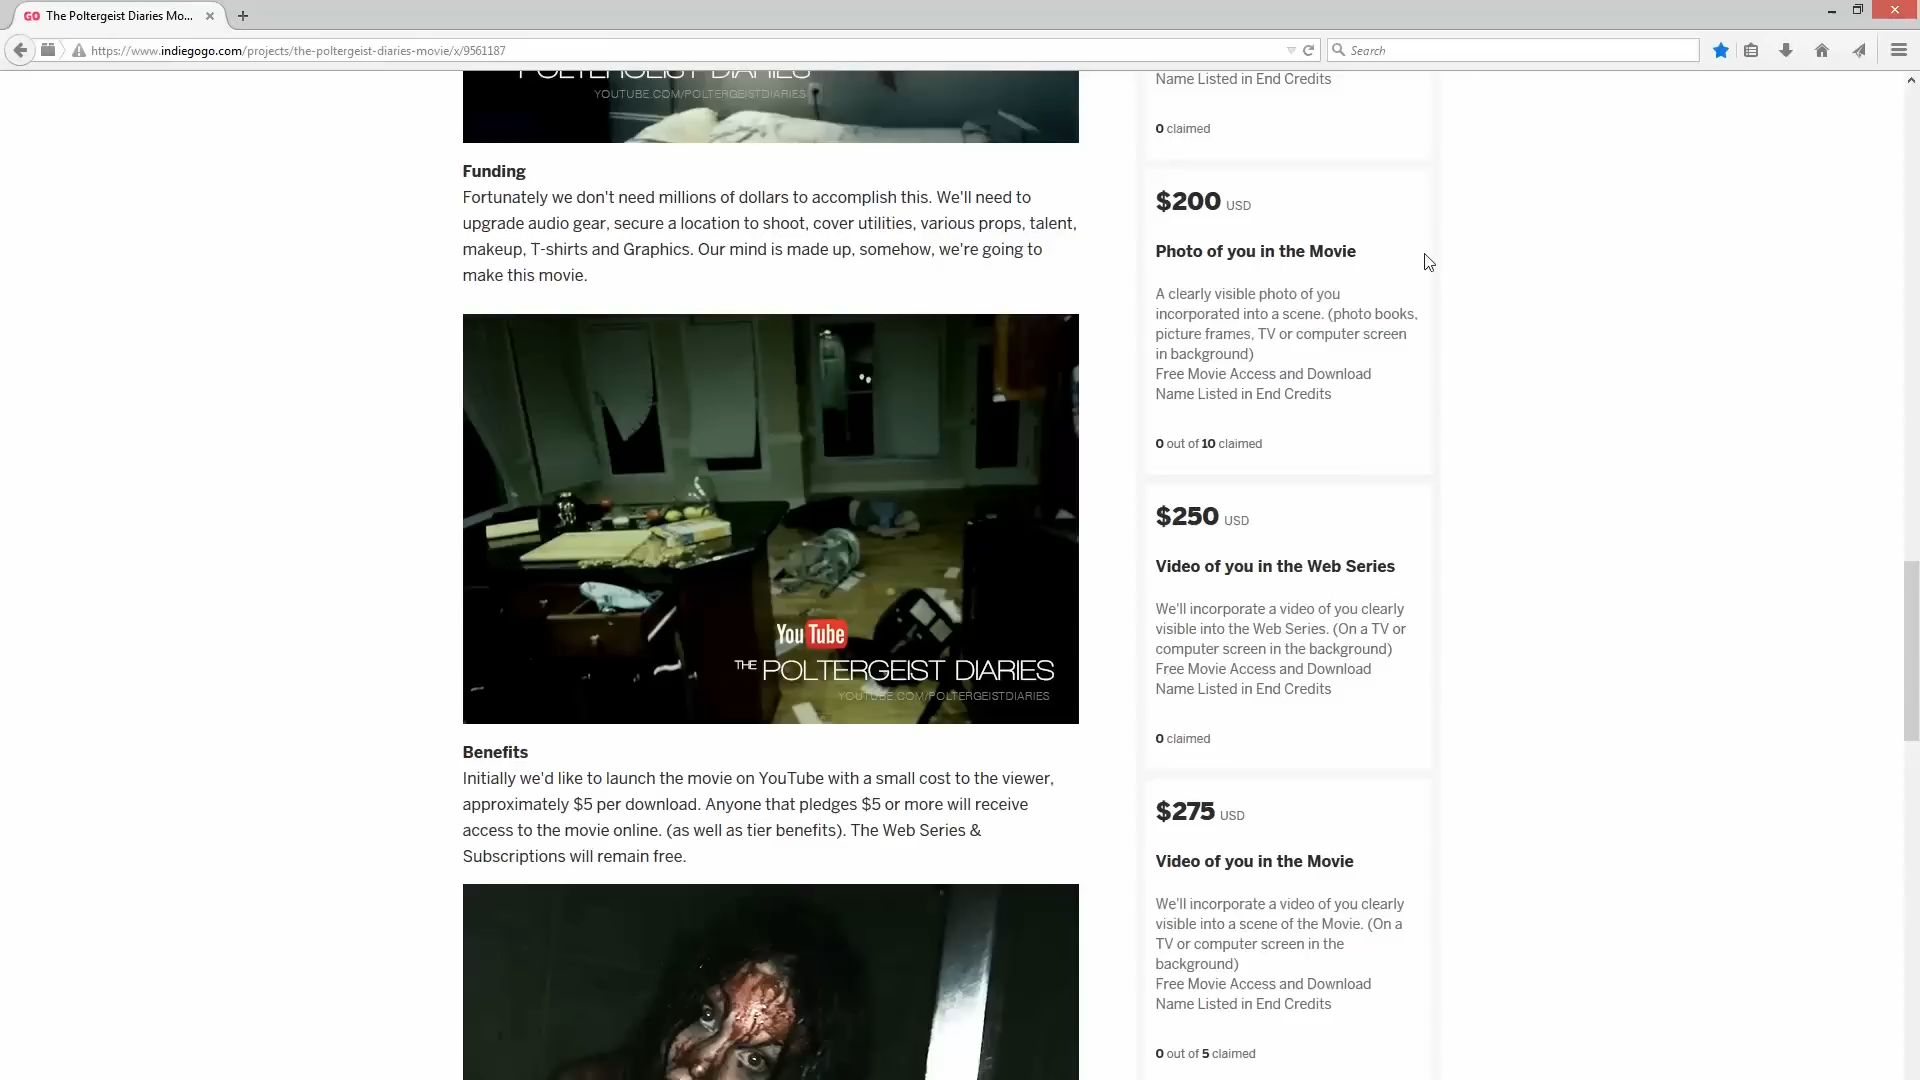 GO The Poltergeist Diaries Mo...
https://www.indiegogo.com/projects/the-poltergeist-diaries-movie/x/9561187
Search
POLTERGEIST DIARIES
YOUTUBE.COM/POLTERGEISTDIARIES
Funding
Fortunately we don't need millions of dollars to accomplish this. We'll need to
upgrade audio gear, secure a location to shoot, cover utilities, various props, talent,
makeup, T-shirts and Graphics. Our mind is made up, somehow, we're going to
make this movie.
You Tube
THE POLTERGEIST DIARIES
YOUTUBE.COM/POLTERGEISTDIARIES
Benefits
Initially we'd like to launch the movie on YouTube with a small cost to the viewer,
approximately $5 per download. Anyone that pledges $5 or more will receive
access to the movie online. (as well as tier benefits). The Web Series &
Subscriptions will remain free.
Name Listed in End Credits
0 claimed
$200 USD
Photo of you in the Movie
A clearly visible photo of you
incorporated into a scene. (photo books,
picture frames, TV or computer screen
in background)
Free Movie Access and Download
Name Listed in End Credits
0 out of 10 claimed
$250 USD
Video of you in the Web Series
We'll incorporate a video of you clearly
visible into the Web Series. (On a TV or
computer screen in the background)
Free Movie Access and Download
Name Listed in End Credits
0 claimed
$275 USD
Video of you in the Movie
We'll incorporate a video of you clearly
visible into a scene of the Movie. (On a
TV or computer screen in the
background)
Free Movie Access and Download
Name Listed in End Credits
0 out of 5 claimed